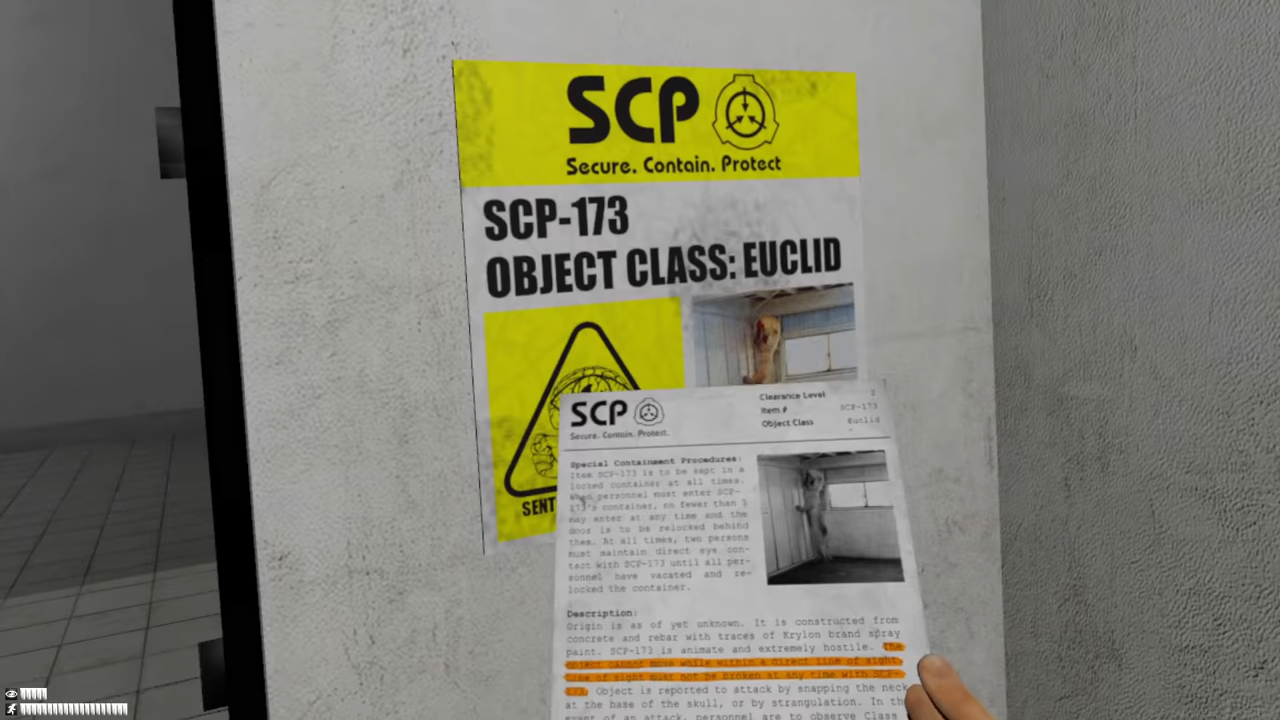 SCP
Secure. Contain. Protect
SCP-173
OBJECT CLASS: EUCLID
SENT
SCP
Secure. Contain. Protect.
Clearance Level 2
Item # SCP-173
Object Class Euclid
Special Containment Procedures:
Item SCP-173 is to be kept in a
locked container at all times.
When personnel must enter SCP-
173's container, no fewer than 3
may enter at any time and the
door is to be relocked behind
them. At all times, two persons
must maintain direct eye con-
tact with SCP-173 until all per-
sonnel have vacated and re-
locked the container.
Description:
Origin is as of yet unknown. It is constructed from
concrete and rebar with traces of Krylon brand spray
paint. SCP-173 is animate and extremely hostile. The
object cannot move while within a direct line of sight.
Line of sight must not be broken at any time with SCP-
173. Object is reported to attack by snapping the neck
at the base of the skull, or by strangulation. In the
event of an attack, personnel are to observe Class